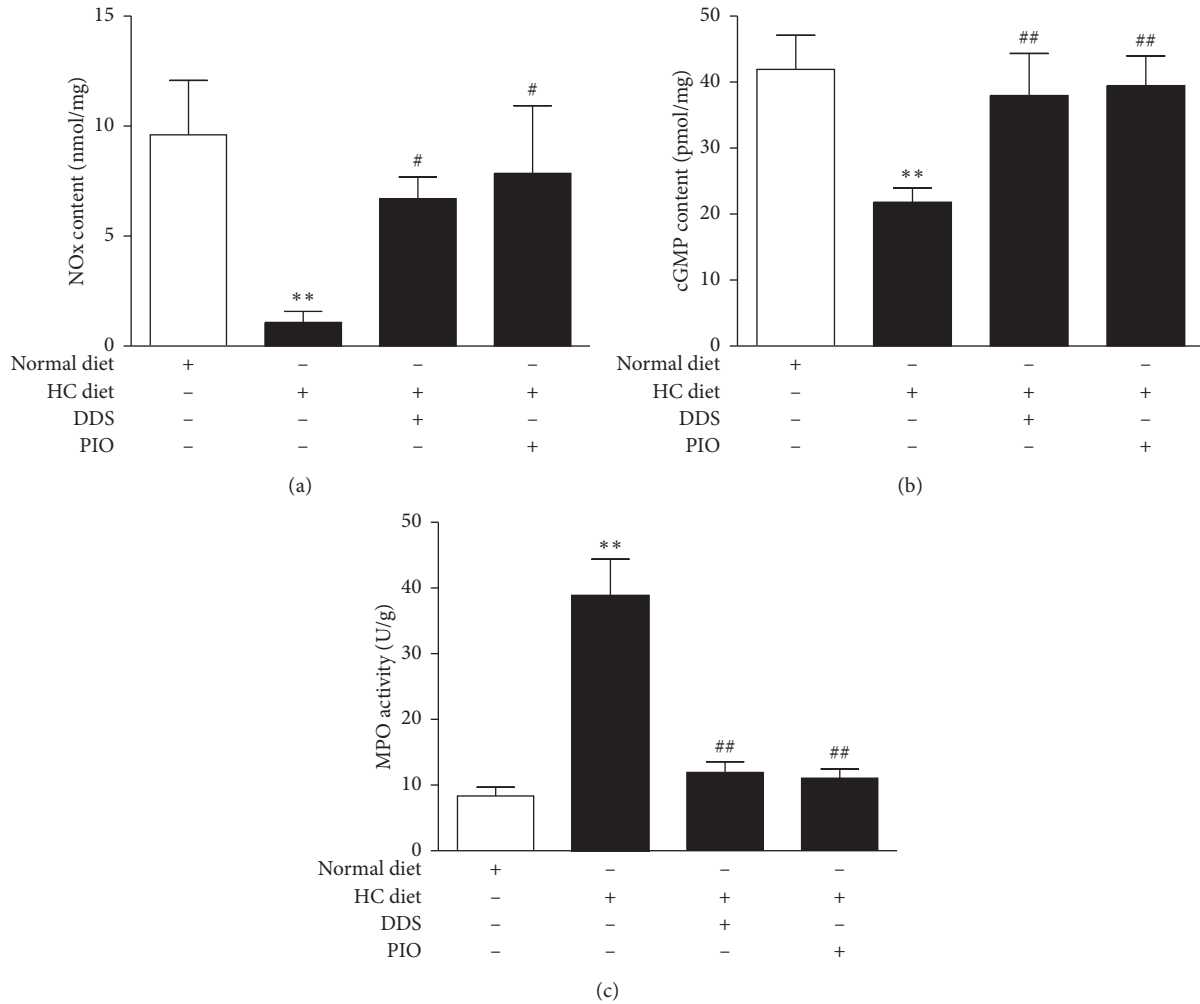 15
10
5
0
NOx content (nmol/mg)
**
#
#
Normal diet + – – –
HC diet – + + +
DDS – – + –
PIO – – – +
(a)
50
40
30
20
10
0
cGMP content (pmol/mg)
**
##
##
Normal diet + – – –
HC diet – + + +
DDS – – + –
PIO – – – +
(b)
50
40
30
20
10
0
MPO activity (U/g)
**
##
##
Normal diet + – – –
HC diet – + + +
DDS – – + –
PIO – – – +
(c)